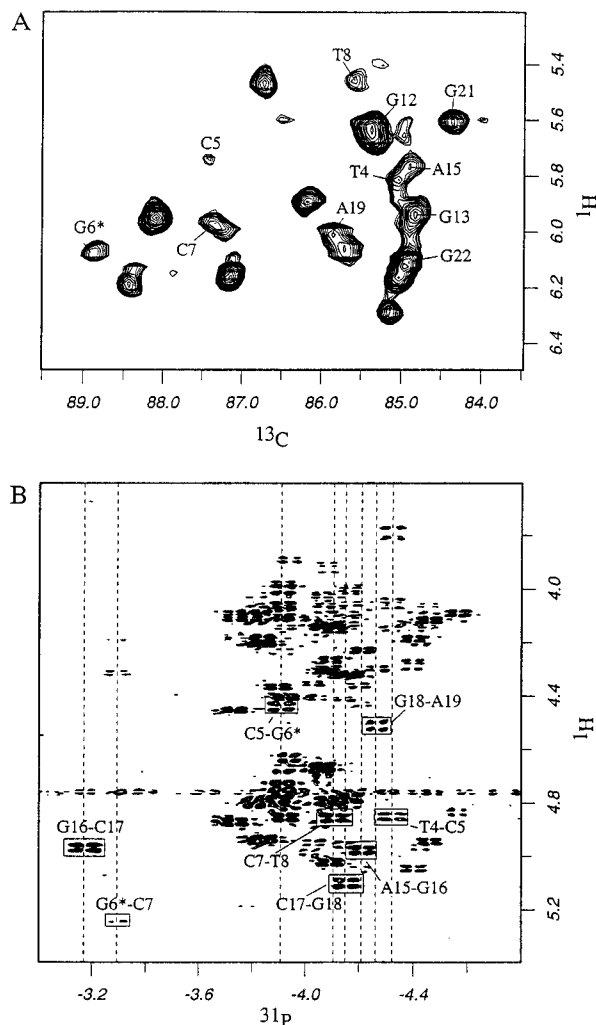 A
T8
5.4
G12
G21
5.6
C5
T4
A15
5.8
1H
A19
G13
6.0
G6*
C7
G22
6.2
6.4
89.0 88.0 87.0 86.0 85.0 84.0
13C
B
4.0
4.4
G18-A19
C5-G6*
1H
G16-C17
4.8
T4-C5
C7-T8
A15-G16
C17-G18
G6*-C7
5.2
-3.2 -3.6 -4.0 -4.4
31P